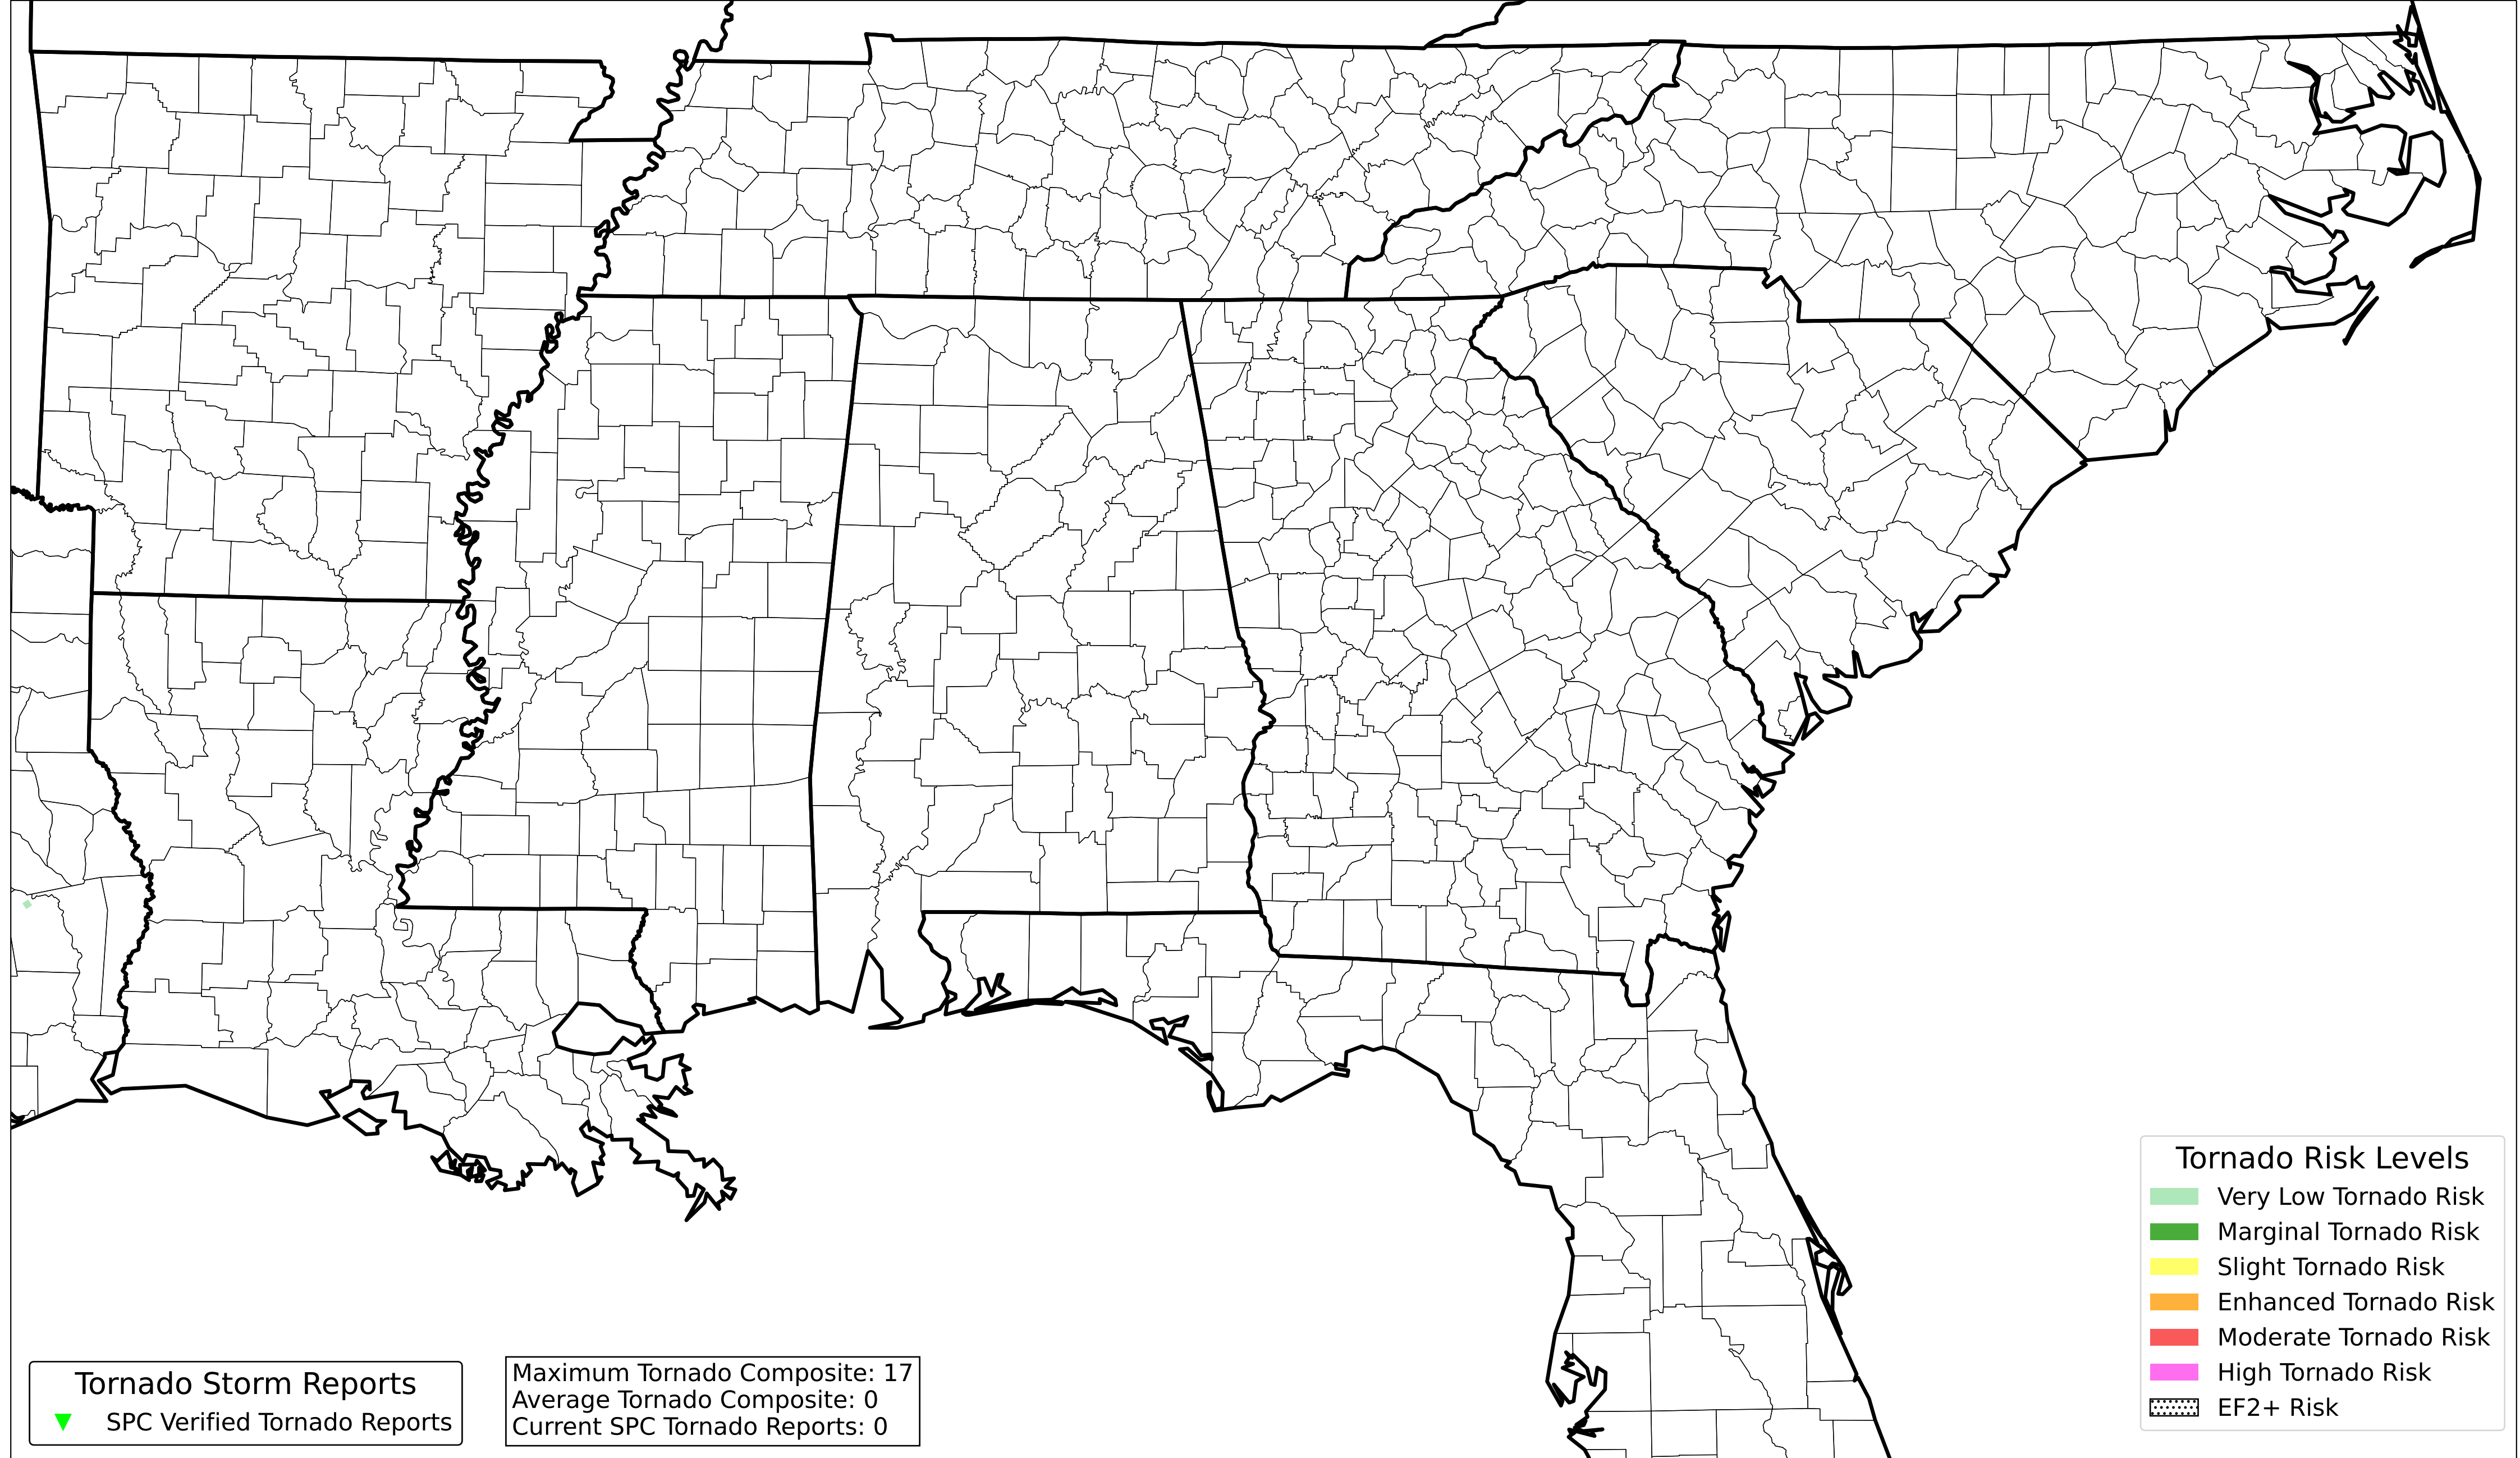 Tornado Risk Levels
Very Low Tornado Risk
Marginal Tornado Risk
Slight Tornado Risk
Enhanced Tornado Risk
Moderate Tornado Risk
High Tornado Risk
EF2+ Risk
Tornado Storm Reports
SPC Verified Tornado Reports
Maximum Tornado Composite: 17
Average Tornado Composite: 0
Current SPC Tornado Reports: 0